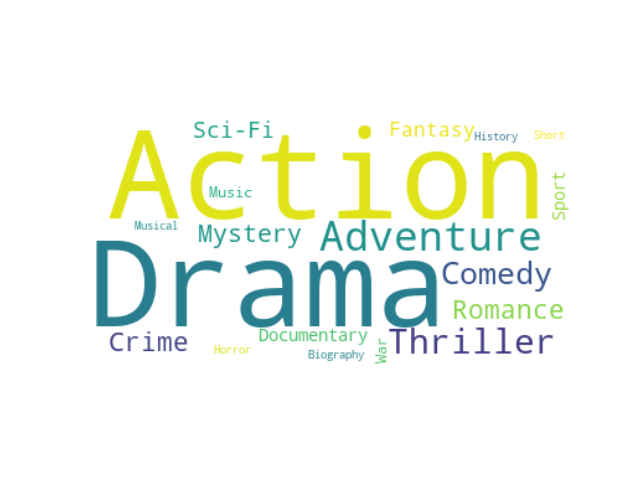 Sci-Fi
Fantasy
History
Short
Action
Music
Sport
Musical
Mystery
Adventure
Drama
Comedy
Romance
Crime
Documentary
Thriller
Horror
Biography
War